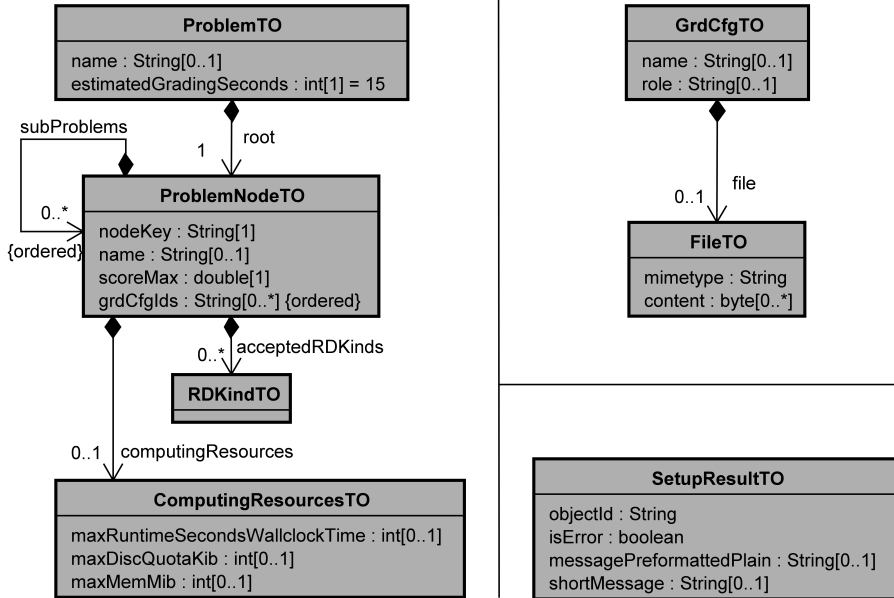 ProblemTO
name : String[0..1]
estimatedGradingSeconds : int[1] = 15
subProblems
root
1
ProblemNodeTO
0..*
{ordered}
nodeKey : String[1]
name : String[0..1]
scoreMax : double[1]
grdCfgIds : String[0..*] {ordered}
acceptedRDKinds
0..*
RDKindTO
0..1
computingResources
ComputingResourcesTO
maxRuntimeSecondsWallclockTime : int[0..1]
maxDiscQuotaKib : int[0..1]
maxMemMib : int[0..1]
GrdCfgTO
name : String[0..1]
role : String[0..1]
file
0..1
FileTO
mimetype : String
content : byte[0..*]
SetupResultTO
objectId : String
isError : boolean
messagePreformattedPlain : String[0..1]
shortMessage : String[0..1]